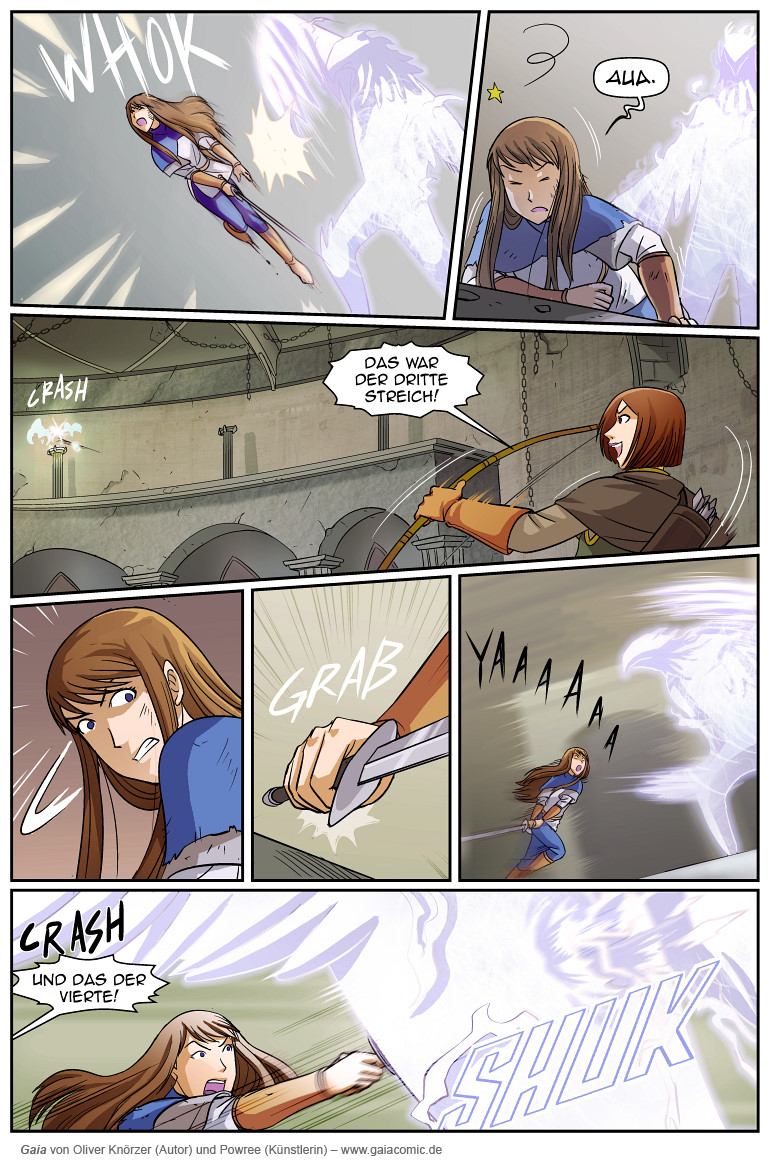 WHOK
AUA.
CRASH
DAS WAR
DER DRITTE
STREICH!
GRAB
YAAAAAA
CRASH
UND DAS DER
VIERTE!
SHUK
Gaia von Oliver Knörzer (Autor) und Powree (Künstlerin) – www.gaiacomic.de